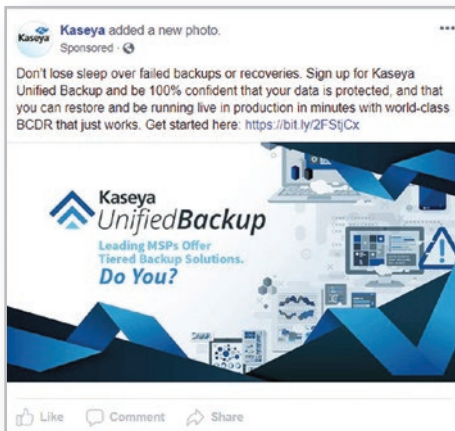 Kaseya added a new photo.
Sponsored ·
Kaseya
Don't lose sleep over failed backups or recoveries. Sign up for Kaseya
Unified Backup and be 100% confident that your data is protected, and that
you can restore and be running live in production in minutes with world-class
BCDR that just works. Get started here: https://bit.ly/2FStjCx
Kaseya
UnifiedBackup
Leading MSPs Offer
Tiered Backup Solutions.
Do You?
Like Comment Share